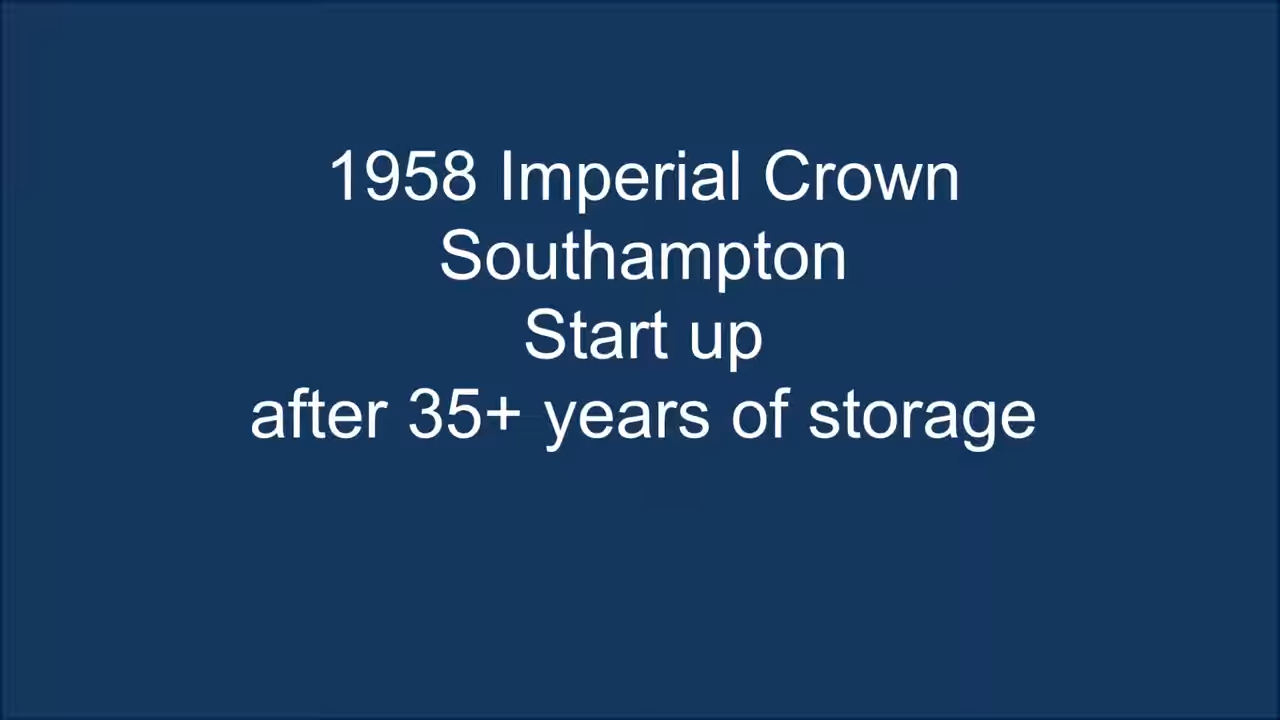 1958 Imperial Crown
Southampton
Start up
after 35+ years of storage